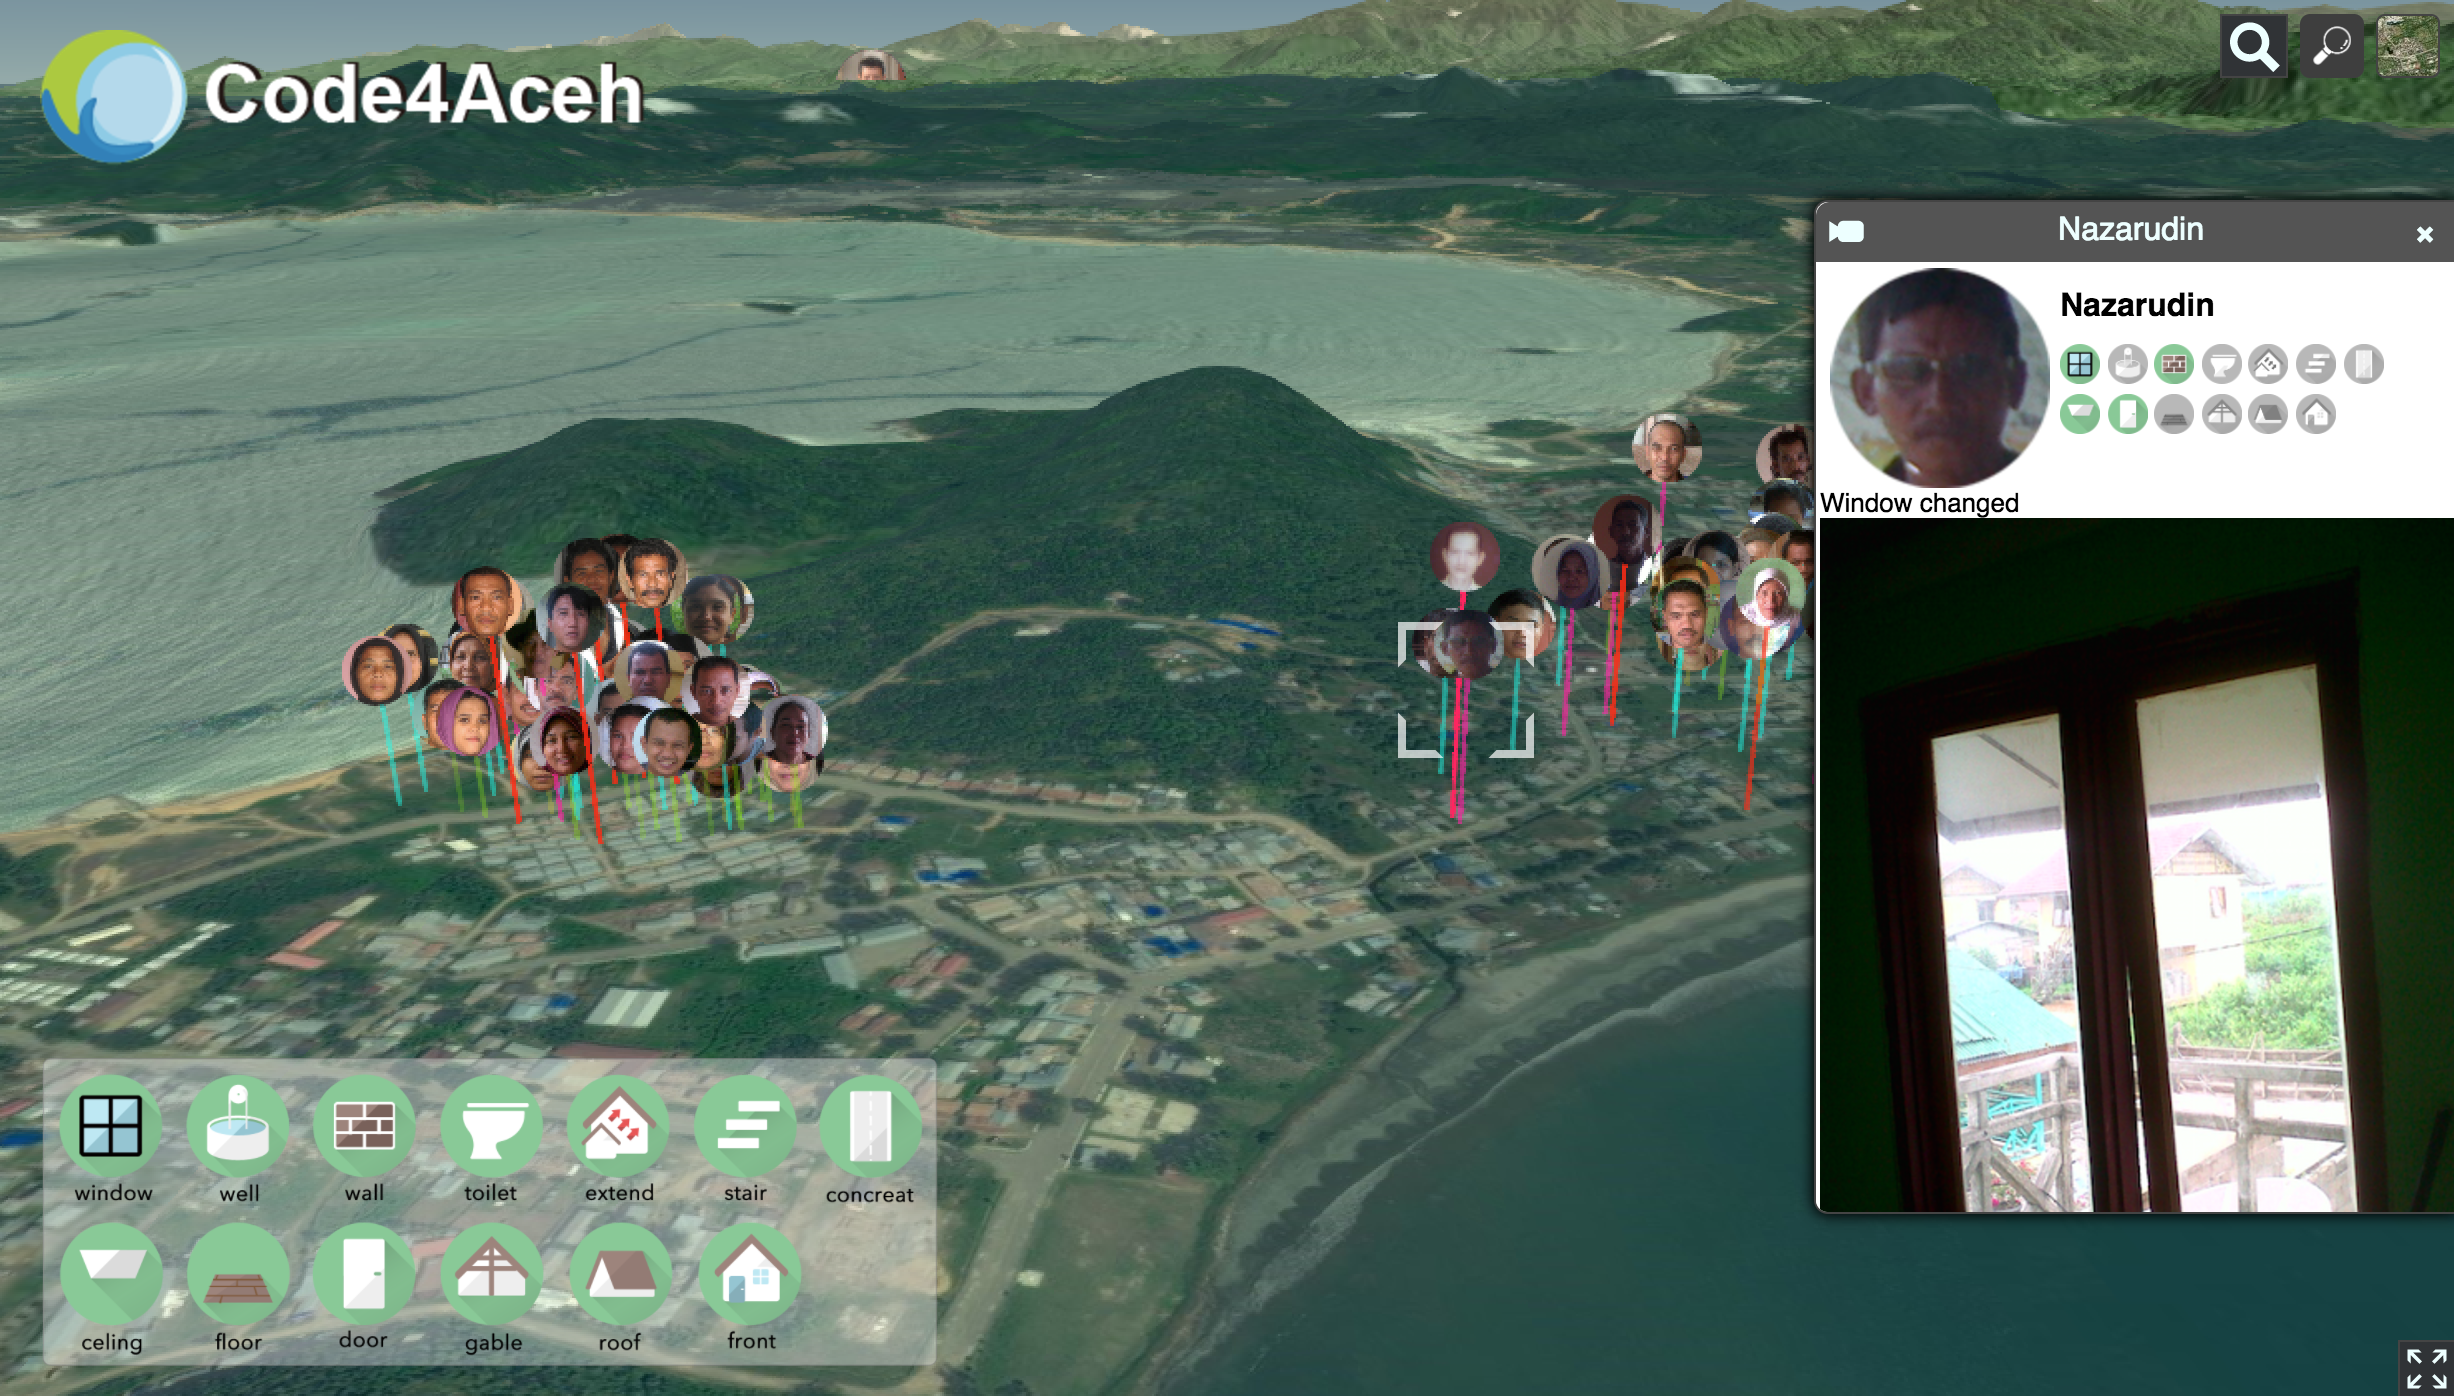 Code4Aceh
Nazarudin
Nazarudin
Window changed
window
well
wall
toilet
extend
stair
concreat
celing
floor
door
gable
roof
front